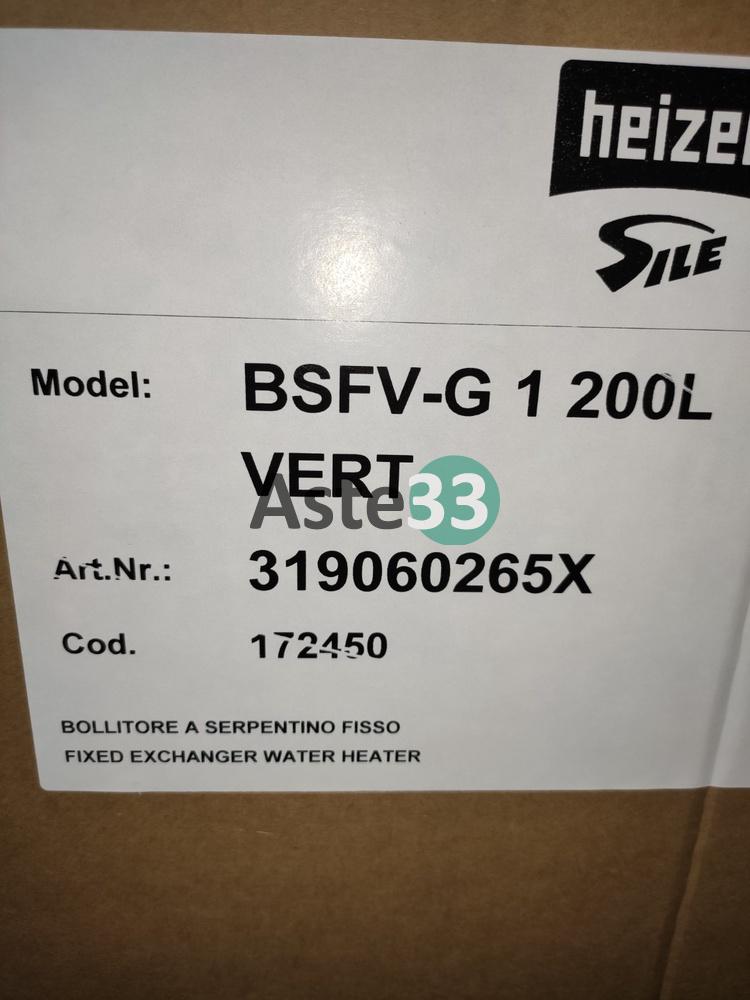 heizer
SILE
Model: BSFV-G 1 200L
VERT
Aste33
Art.Nr.: 319060265X
Cod. 172450
BOLLITORE A SERPENTINO FISSO
FIXED EXCHANGER WATER HEATER